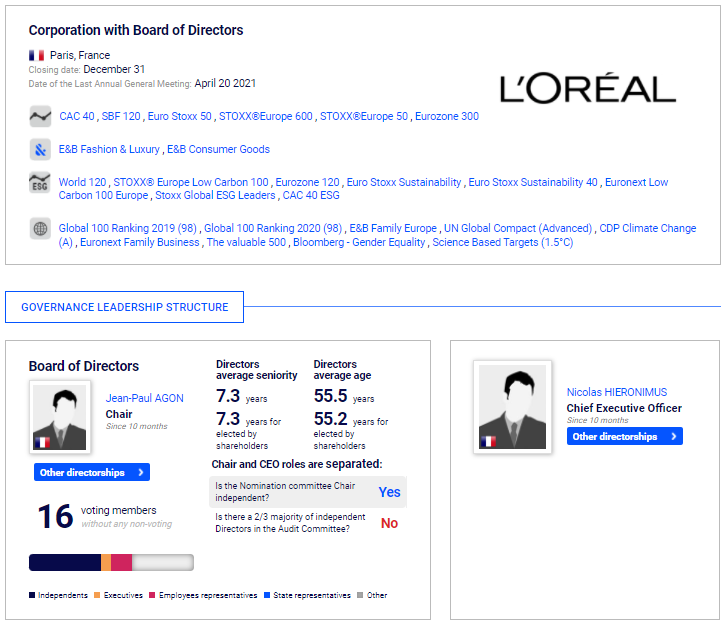 Corporation with Board of Directors
Paris, France
Closing date: December 31
Date of the Last Annual General Meeting: April 20 2021
L'ORÉAL
CAC 40 , SBF 120 , Euro Stoxx 50 , STOXX®Europe 600 , STOXX®Europe 50 , Eurozone 300
E&B Fashion & Luxury , E&B Consumer Goods
ESG
World 120 , STOXX® Europe Low Carbon 100 , Eurozone 120 , Euro Stoxx Sustainability , Euro Stoxx Sustainability 40 , Euronext Low
Carbon 100 Europe , Stoxx Global ESG Leaders , CAC 40 ESG
Global 100 Ranking 2019 (98) , Global 100 Ranking 2020 (98) , E&B Family Europe , UN Global Compact (Advanced) , CDP Climate Change
(A) , Euronext Family Business , The valuable 500 , Bloomberg - Gender Equality , Science Based Targets (1.5°C)
GOVERNANCE LEADERSHIP STRUCTURE
Board of Directors
Jean-Paul AGON
Chair
Since 10 months
Other directorships
16 voting members
without any non-voting
Independents Executives Employees representatives State representatives Other
Directors
average seniority
7.3 years
7.3 years for
elected by
shareholders
Directors
average age
55.5 years
55.2 years for
elected by
shareholders
Chair and CEO roles are separated:
Is the Nomination committee Chair
independent?
Yes
Is there a 2/3 majority of independent
Directors in the Audit Committee?
No
Nicolas HIERONIMUS
Chief Executive Officer
Since 10 months
Other directorships